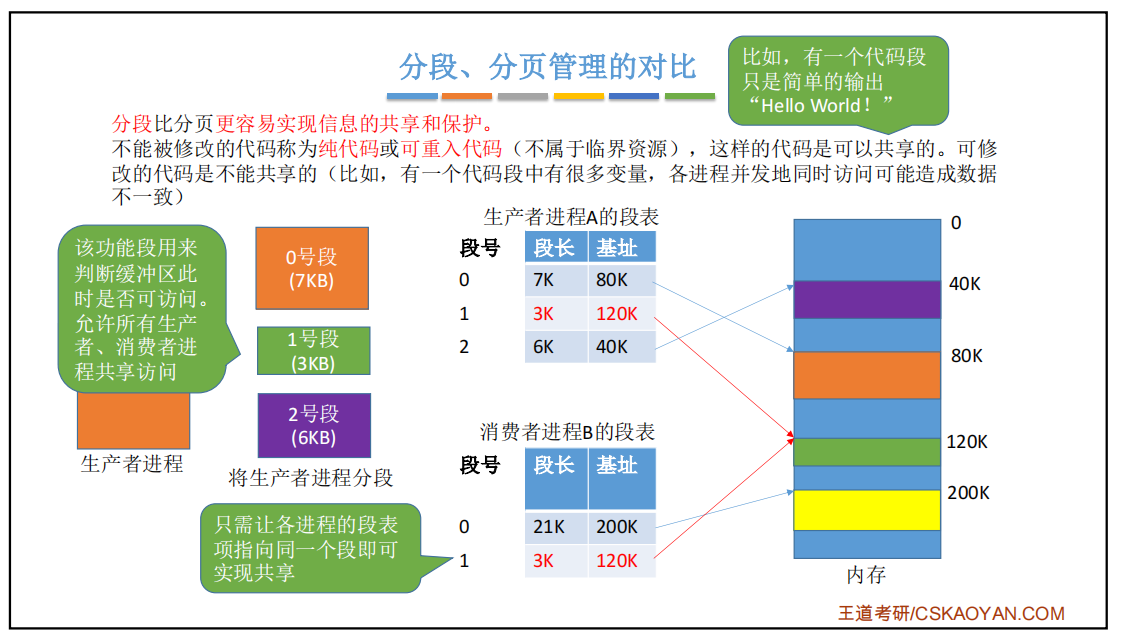 分段、分页管理的对比
比如，有一个代码段
只是简单的输出
“Hello World！”
分段比分页更容易实现信息的共享和保护。
不能被修改的代码称为纯代码或可重入代码（不属于临界资源），这样的代码是可以共享的。可修
改的代码是不能共享的（比如，有一个代码段中有很多变量，各进程并发地同时访问可能造成数据
不一致）
该功能段用来
判断缓冲区此
时是否可访问。
允许所有生产
者、消费者进
程共享访问
生产者进程
0号段
(7KB)
1号段
(3KB)
2号段
(6KB)
将生产者进程分段
生产者进程A的段表
段号 段长 基址
0 7K 80K
1 3K 120K
2 6K 40K
消费者进程B的段表
段号 段长 基址
0 21K 200K
1 3K 120K
只需让各进程的段表
项指向同一个段即可
实现共享
0
40K
80K
120K
200K
内存
王道考研/CSKAOYAN.COM